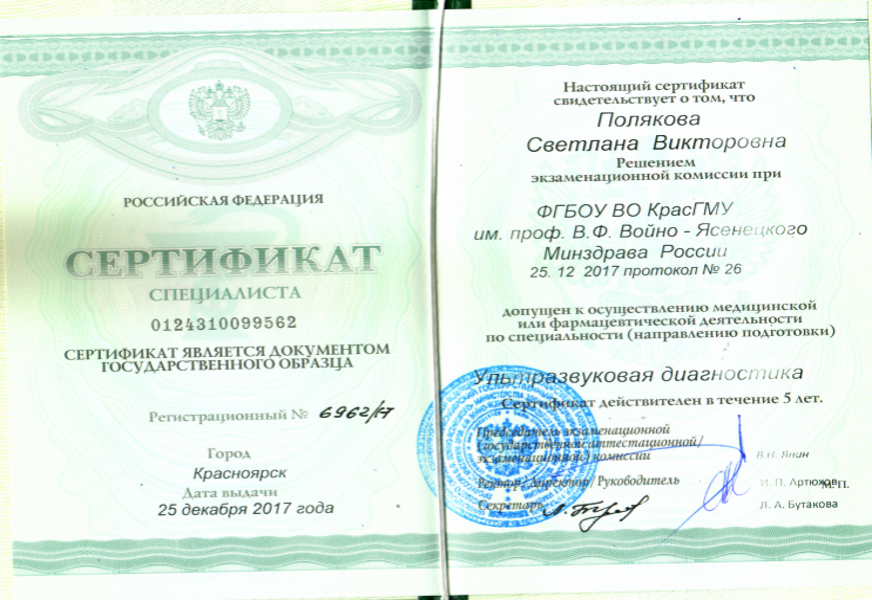 РОССИЙСКАЯ ФЕДЕРАЦИЯ
СЕРТИФИКАТ
СПЕЦИАЛИСТА
0124310099562
СЕРТИФИКАТ ЯВЛЯЕТСЯ ДОКУМЕНТОМ
ГОСУДАРСТВЕННОГО ОБРАЗЦА
Регистрационный №
Город
Красноярск
Дата выдачи
25 декабря 2017 года
Настоящий сертификат
свидетельствует о том, что
Полякова
Светлана Викторовна
Решением
экзаменационной комиссии при
ФГБОУ ВО КрасГМУ
им. проф. В.Ф. Войно - Ясенецкого
Минздрава России
25. 12 2017 протокол № 26
допущен к осуществлению медицинской
или фармацевтической деятельности
по специальности (направлению подготовки)
Ультразвуковая диагностика
Сертификат действителен в течение 5 лет.
Председатель экзаменационной
(государственной аттестационной/
экзаменационной) комиссии
Ректор/Директор/Руководитель
Секретарь
И. П. Артюхов
М.П.
Л. А. Бутакова